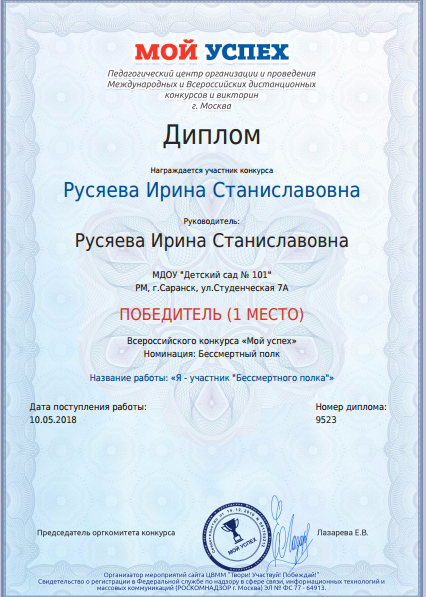 МОЙ УСПЕХ
Педагогический центр организации и проведения
Международных и Всероссийских дистанционных
конкурсов и викторин
г. Москва
Диплом
Награждается участник конкурса
Русяева Ирина Станиславовна
Руководитель:
Русяева Ирина Станиславовна
МДОУ "Детский сад № 101"
РМ, г.Саранск, ул.Студенческая 7А
ПОБЕДИТЕЛЬ (1 МЕСТО)
Всероссийского конкурса «Мой успех»
Номинация: Бессмертный полк
Название работы: «Я - участник "Бессмертного полка"»
Дата поступления работы:
10.05.2018
Номер диплома:
9523
Председатель оргкомитета конкурса
МОЙ УСПЕХ
Лазарева Е.В.
Организатор мероприятий сайта ЦВММ "Твори! Участвуй! Побеждай!"
Свидетельство о регистрации в Федеральной службе по надзору в сфере связи, информационных технологий и
массовых коммуникаций (РОСКОМНАДЗОР г. Москва) ЭЛ № ФС 77 - 64913.